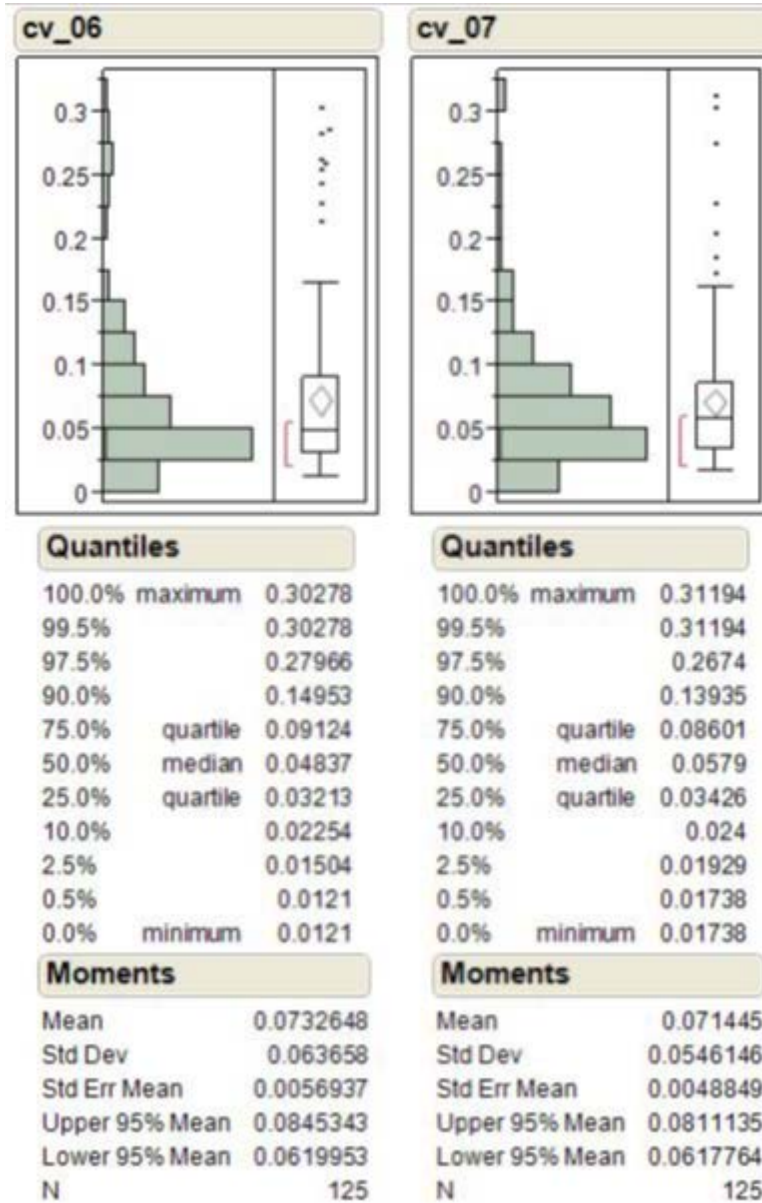 cv_06
0.3
0.25
0.2
0.15
0.1
0.05
0
Quantiles
100.0% maximum 0.30278
99.5% 0.30278
97.5% 0.27966
90.0% 0.14953
75.0% quartile 0.09124
50.0% median 0.04837
25.0% quartile 0.03213
10.0% 0.02254
2.5% 0.01504
0.5% 0.0121
0.0% minimum 0.0121
Moments
Mean 0.0732648
Std Dev 0.063658
Std Err Mean 0.0056937
Upper 95% Mean 0.0845343
Lower 95% Mean 0.0619953
N 125
cv_07
0.3
0.25
0.2
0.15
0.1
0.05
0
Quantiles
100.0% maximum 0.31194
99.5% 0.31194
97.5% 0.2674
90.0% 0.13935
75.0% quartile 0.08601
50.0% median 0.0579
25.0% quartile 0.03426
10.0% 0.024
2.5% 0.01929
0.5% 0.01738
0.0% minimum 0.01738
Moments
Mean 0.071445
Std Dev 0.0546146
Std Err Mean 0.0048849
Upper 95% Mean 0.0811135
Lower 95% Mean 0.0617764
N 125